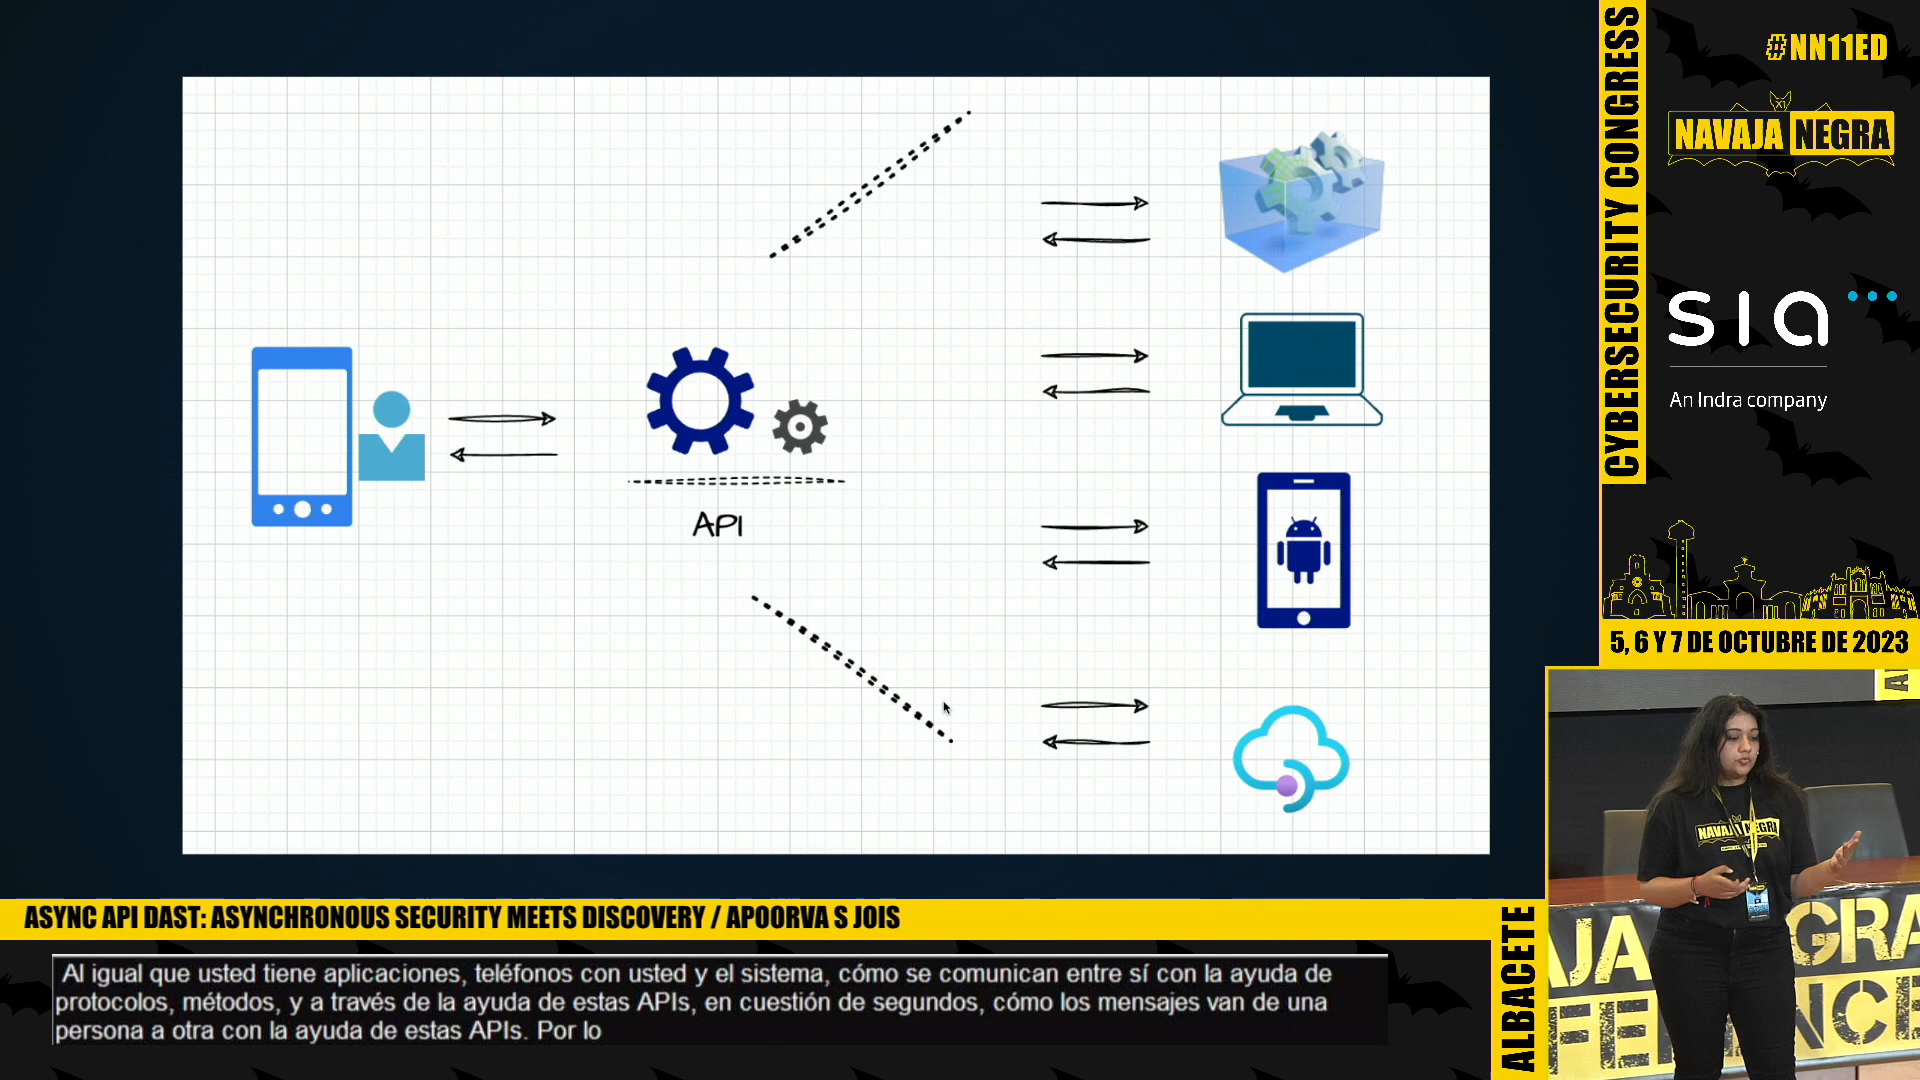 API
CYBERSECURITY CONGRESS
#NN11ED
XI
NAVAJA NEGRA
sia
An Indra company
5, 6 Y 7 DE OCTUBRE DE 2023
ASYNC API DAST: ASYNCHRONOUS SECURITY MEETS DISCOVERY / APOORVA S JOIS
Al igual que usted tiene aplicaciones, teléfonos con usted y el sistema, cómo se comunican entre sí con la ayuda de
protocolos, métodos, y a través de la ayuda de estas APIs, en cuestión de segundos, cómo los mensajes van de una
persona a otra con la ayuda de estas APIs. Por lo
ALBACETE